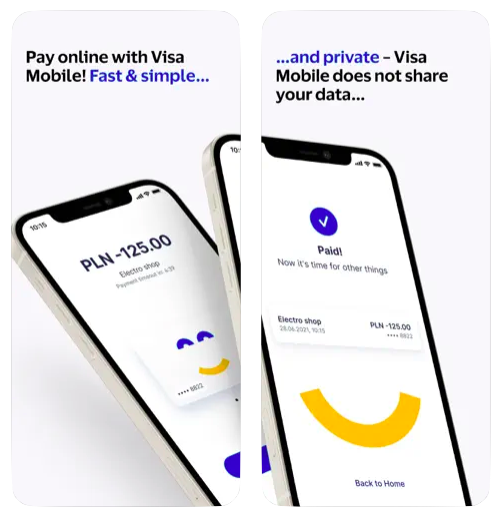 Pay online with Visa
Mobile! Fast & simple...
10:15
PLN -125.00
Electro shop
Payment timeout in: 4:39
•••• 8822
10:
...and private – Visa
Mobile does not share
your data...
Paid!
Now it's time for other things
Electro shop
PLN -125.00
28.06.2021, 10:15
•••• 8822
Back to Home